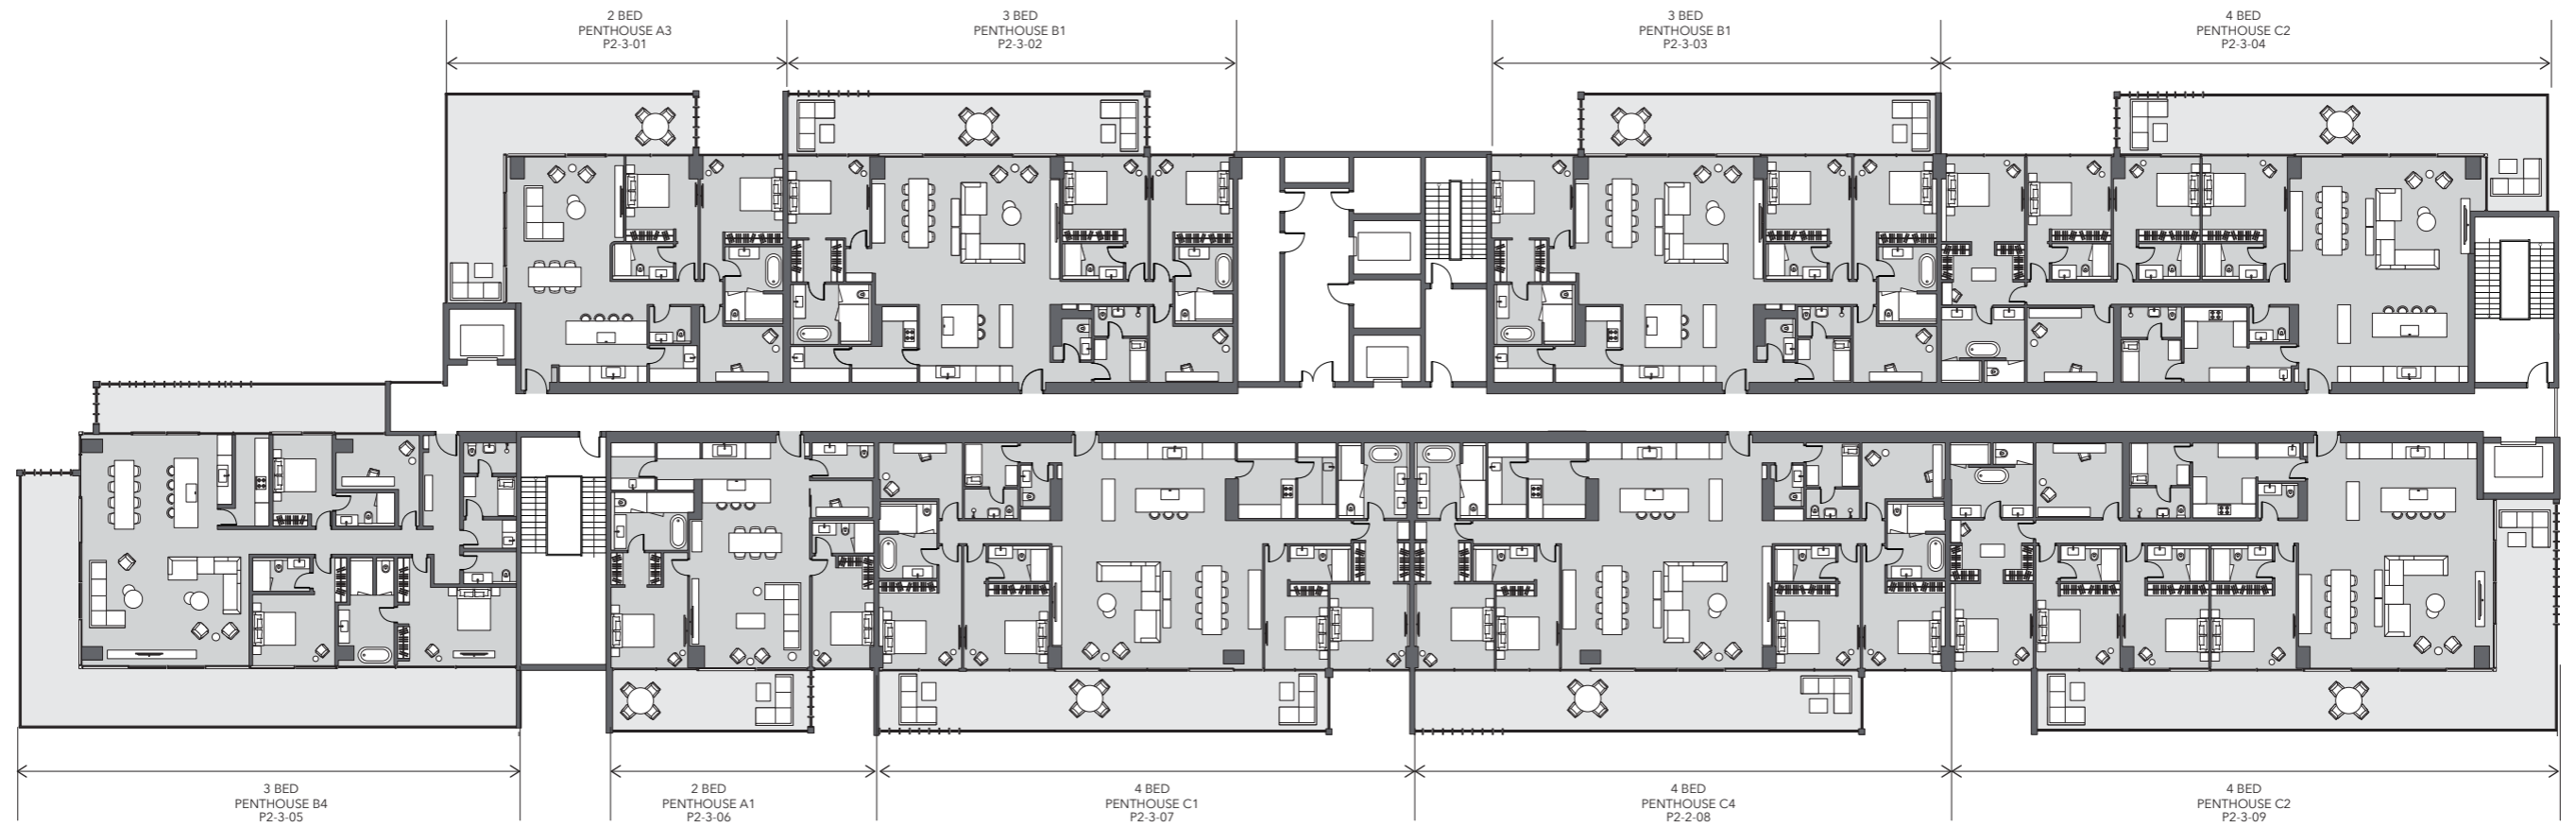 2 BED
PENTHOUSE A3
P2-3-01
3 BED
PENTHOUSE B1
P2-3-02
3 BED
PENTHOUSE B1
P2-3-03
4 BED
PENTHOUSE C2
P2-3-04
3 BED
PENTHOUSE B4
P2-3-05
2 BED
PENTHOUSE A1
P2-3-06
4 BED
PENTHOUSE C1
P2-3-07
4 BED
PENTHOUSE C4
P2-2-08
4 BED
PENTHOUSE C2
P2-3-09